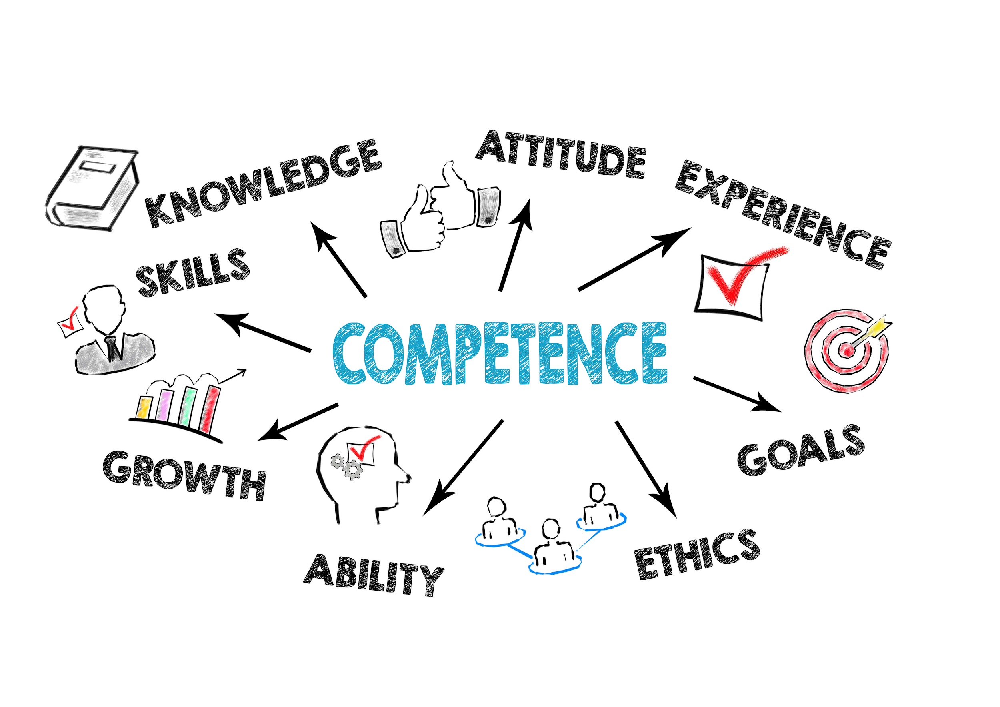 KNOWLEDGE
ATTITUDE
EXPERIENCE
SKILLS
COMPETENCE
GROWTH
GOALS
ABILITY
ETHICS